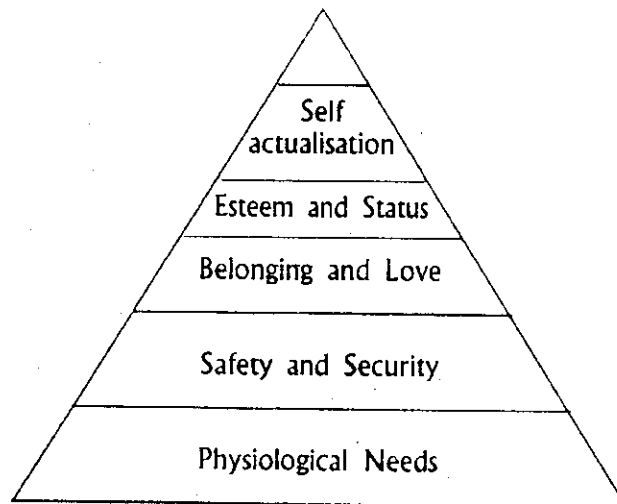 Self
actualisation
Esteem and Status
Belonging and Love
Safety and Security
Physiological Needs